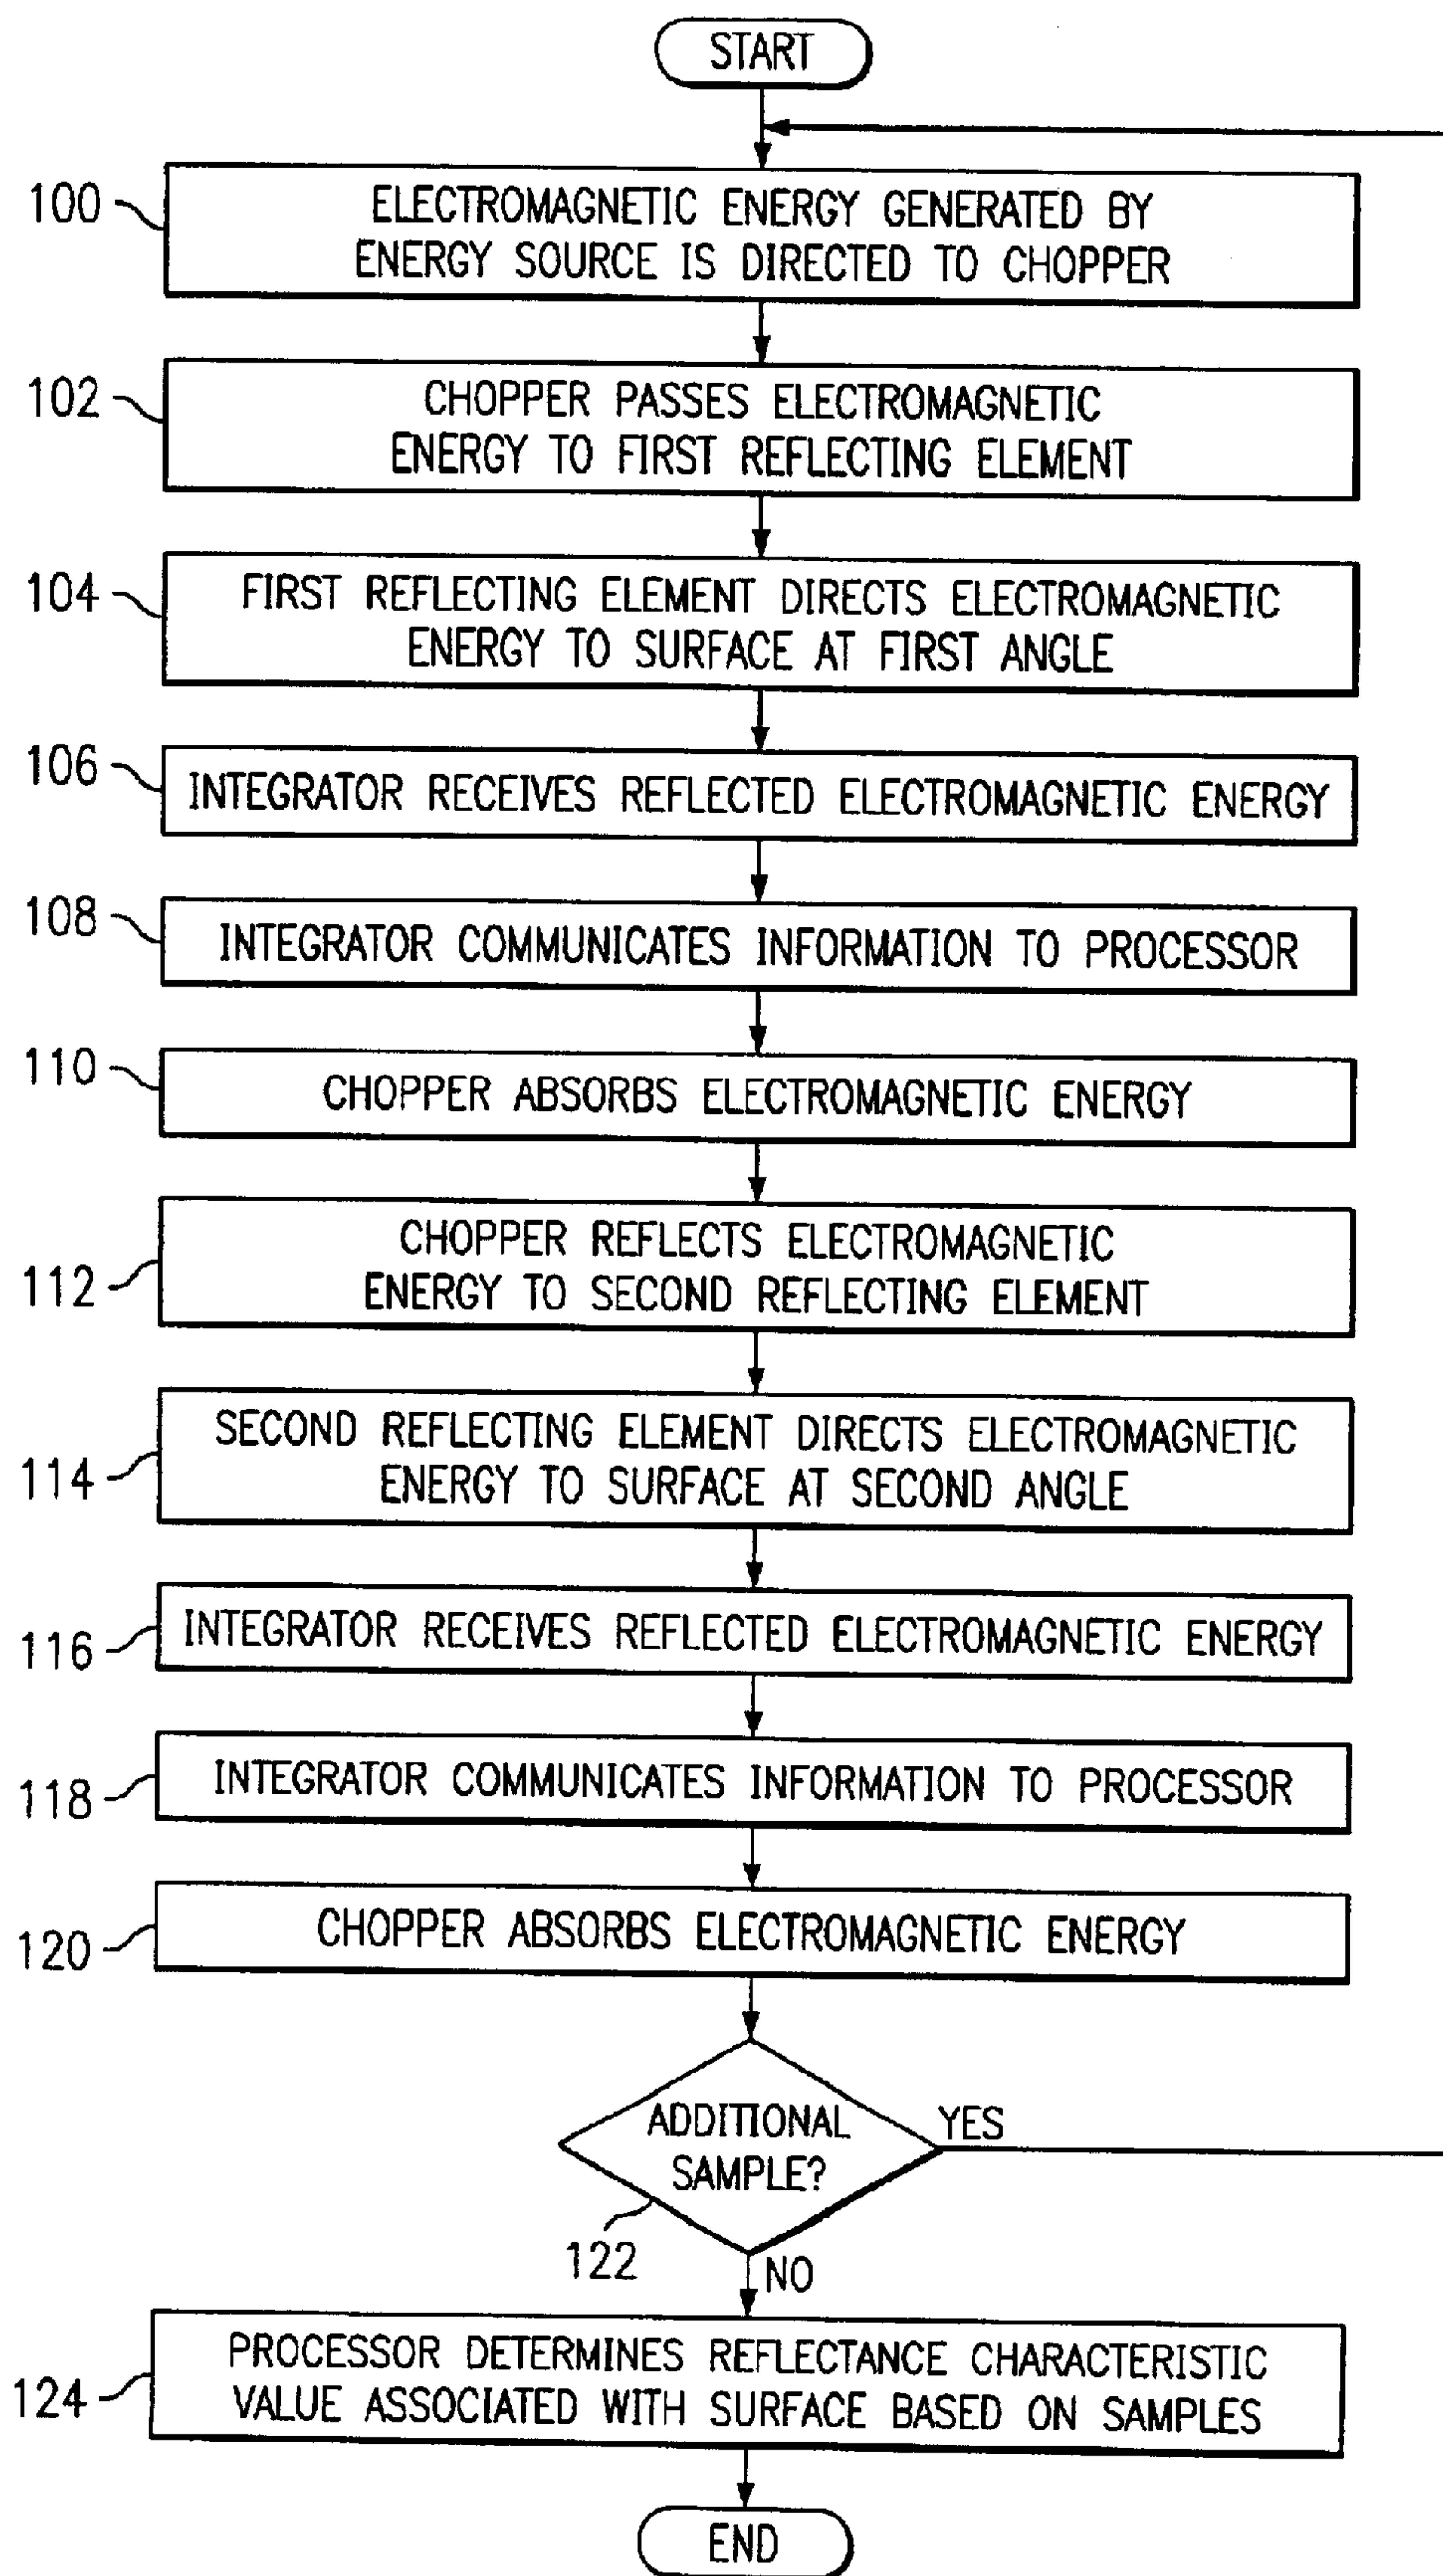 START
100
ELECTROMAGNETIC ENERGY GENERATED BY
ENERGY SOURCE IS DIRECTED TO CHOPPER
102
CHOPPER PASSES ELECTROMAGNETIC
ENERGY TO FIRST REFLECTING ELEMENT
104
FIRST REFLECTING ELEMENT DIRECTS ELECTROMAGNETIC
ENERGY TO SURFACE AT FIRST ANGLE
106
INTEGRATOR RECEIVES REFLECTED ELECTROMAGNETIC ENERGY
108
INTEGRATOR COMMUNICATES INFORMATION TO PROCESSOR
110
CHOPPER ABSORBS ELECTROMAGNETIC ENERGY
112
CHOPPER REFLECTS ELECTROMAGNETIC
ENERGY TO SECOND REFLECTING ELEMENT
114
SECOND REFLECTING ELEMENT DIRECTS ELECTROMAGNETIC
ENERGY TO SURFACE AT SECOND ANGLE
116
INTEGRATOR RECEIVES REFLECTED ELECTROMAGNETIC ENERGY
118
INTEGRATOR COMMUNICATES INFORMATION TO PROCESSOR
120
CHOPPER ABSORBS ELECTROMAGNETIC ENERGY
ADDITIONAL
SAMPLE?
YES
122
NO
124
PROCESSOR DETERMINES REFLECTANCE CHARACTERISTIC
VALUE ASSOCIATED WITH SURFACE BASED ON SAMPLES
END